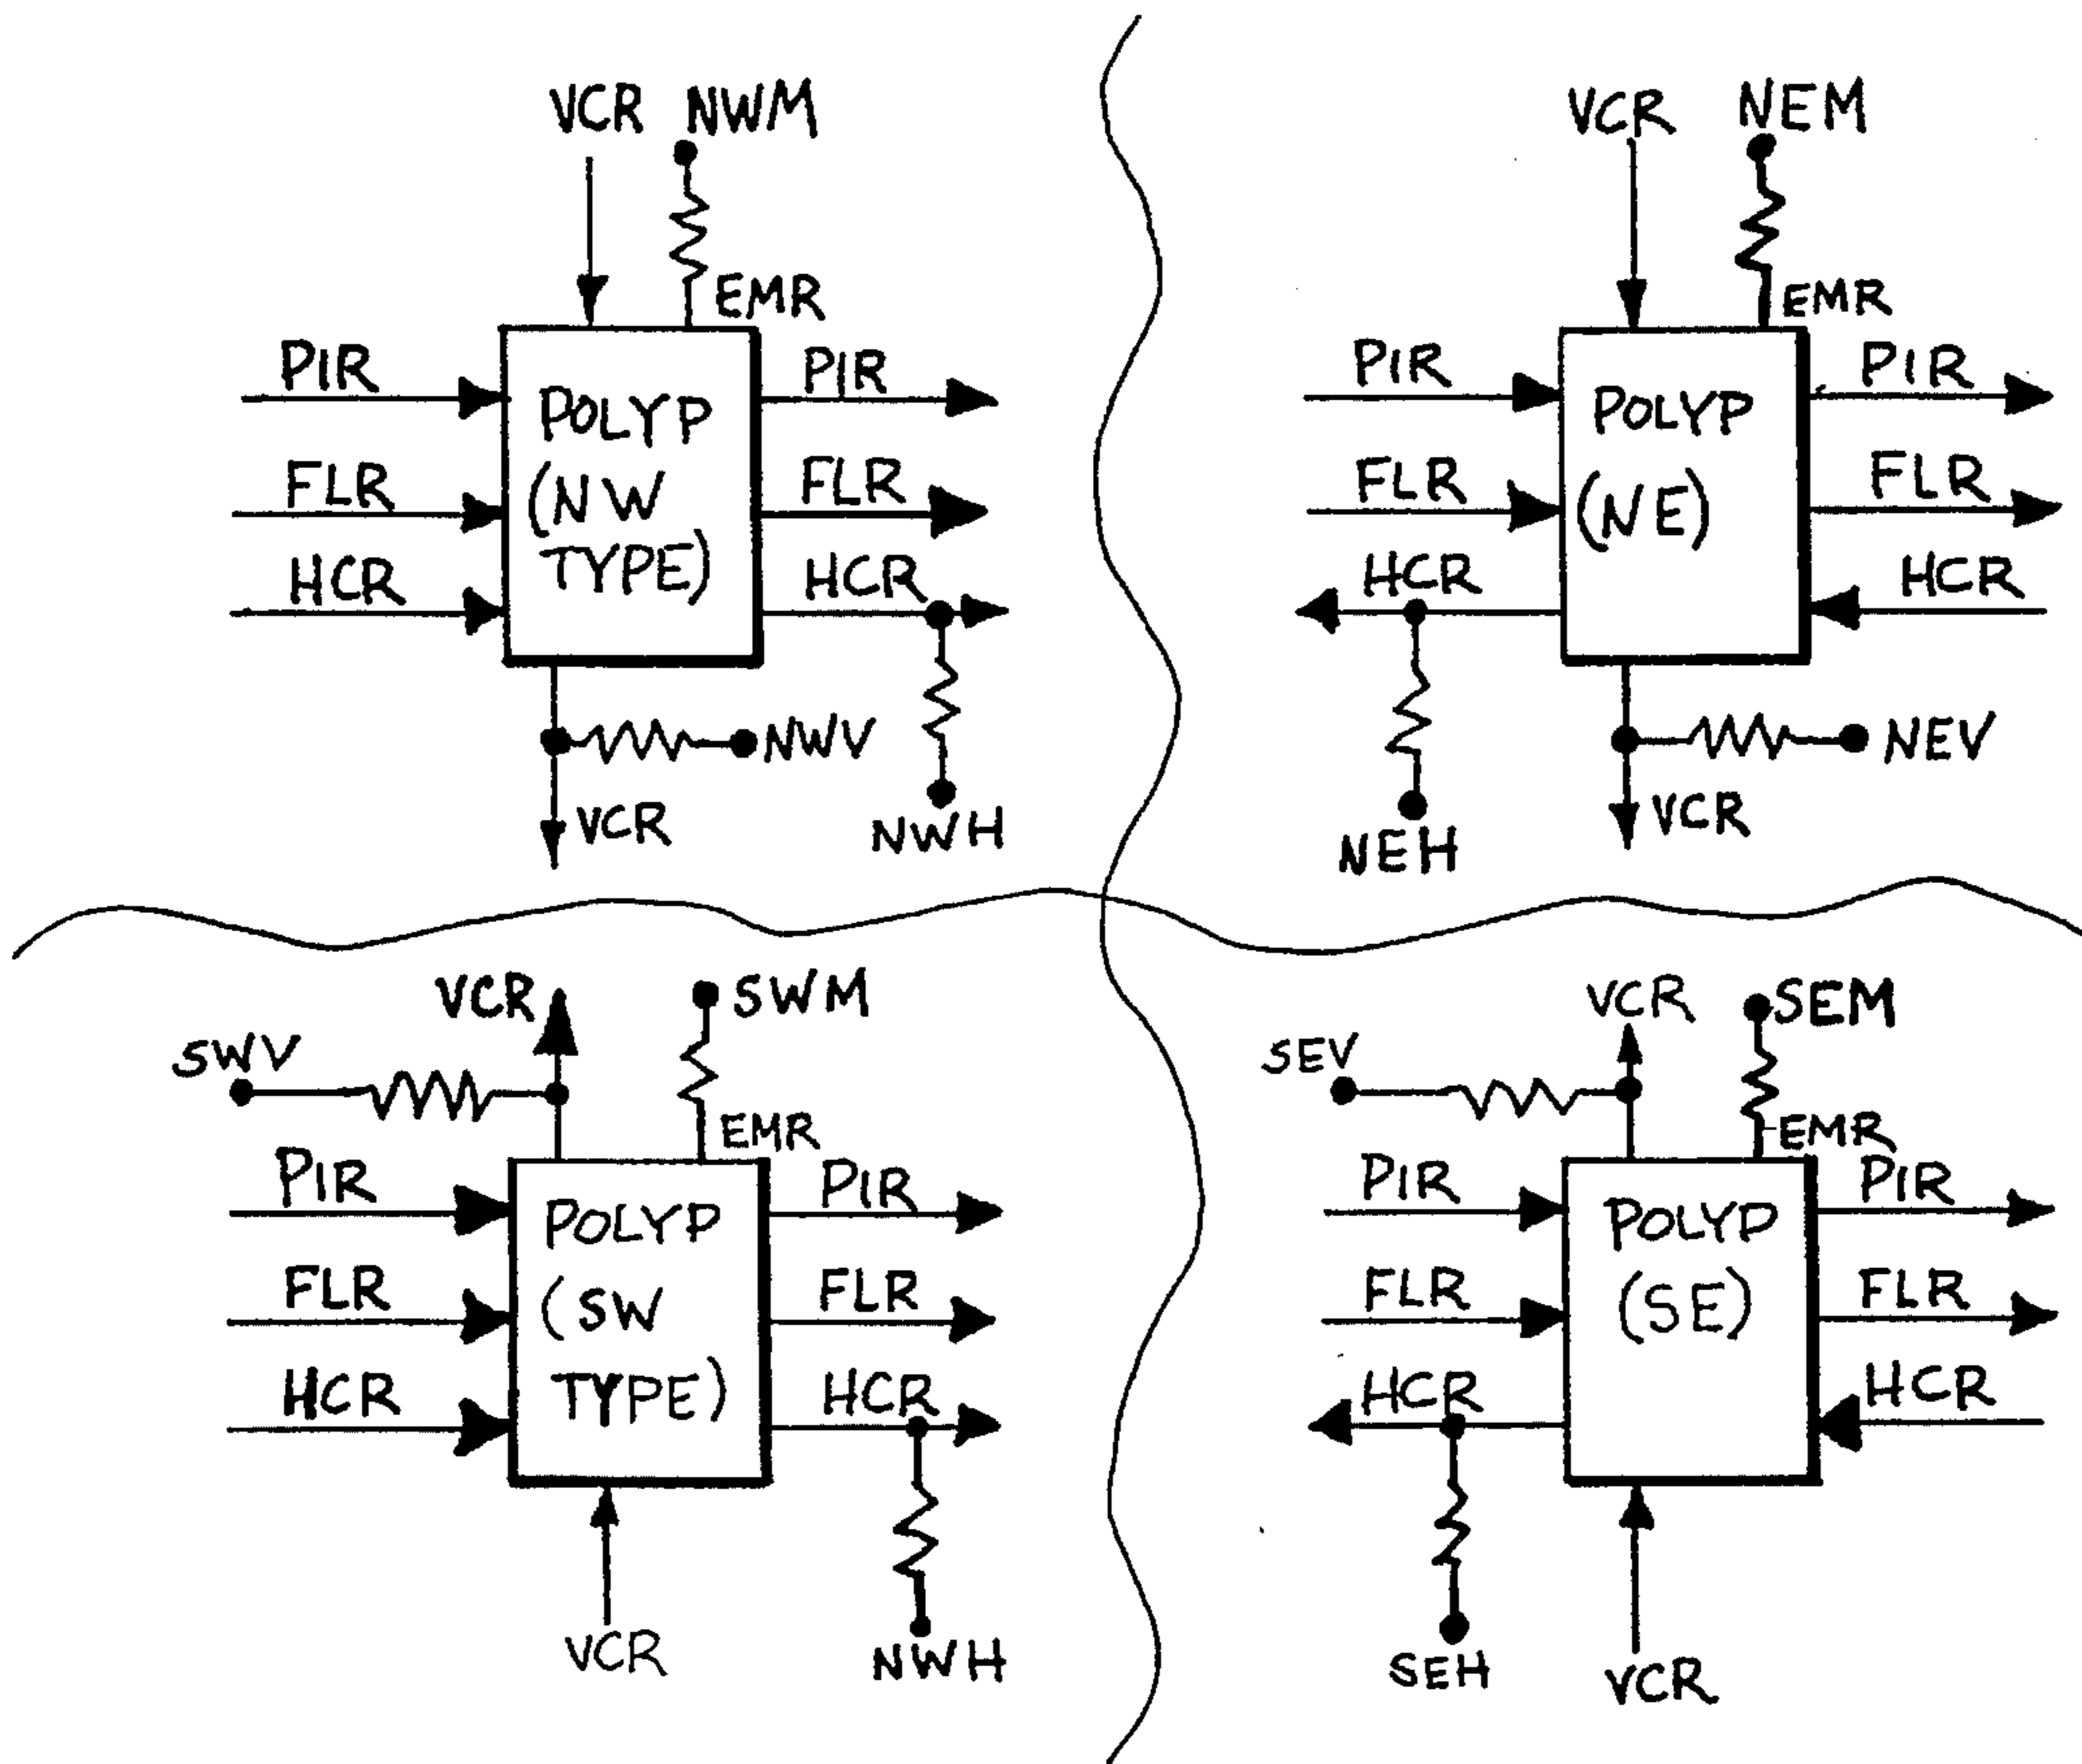 VCR NWM
EMR
PIR PIR
POLYP
FLR FLR
(NW
TYPE)
HCR HCR
NWV
VCR
NWH
VCR NEM
EMR
PIR PIR
POLYP
FLR FLR
(NE)
HCR HCR
NEV
VCR
NEH
VCR SWM
SWV
EMR
PIR PIR
POLYP
FLR FLR
(SW
HCR HCR
TYPE)
VCR
NWH
VCR SEM
SEV
EMR
PIR PIR
POLYP
FLR FLR
(SE)
HCR HCR
SEH
VCR